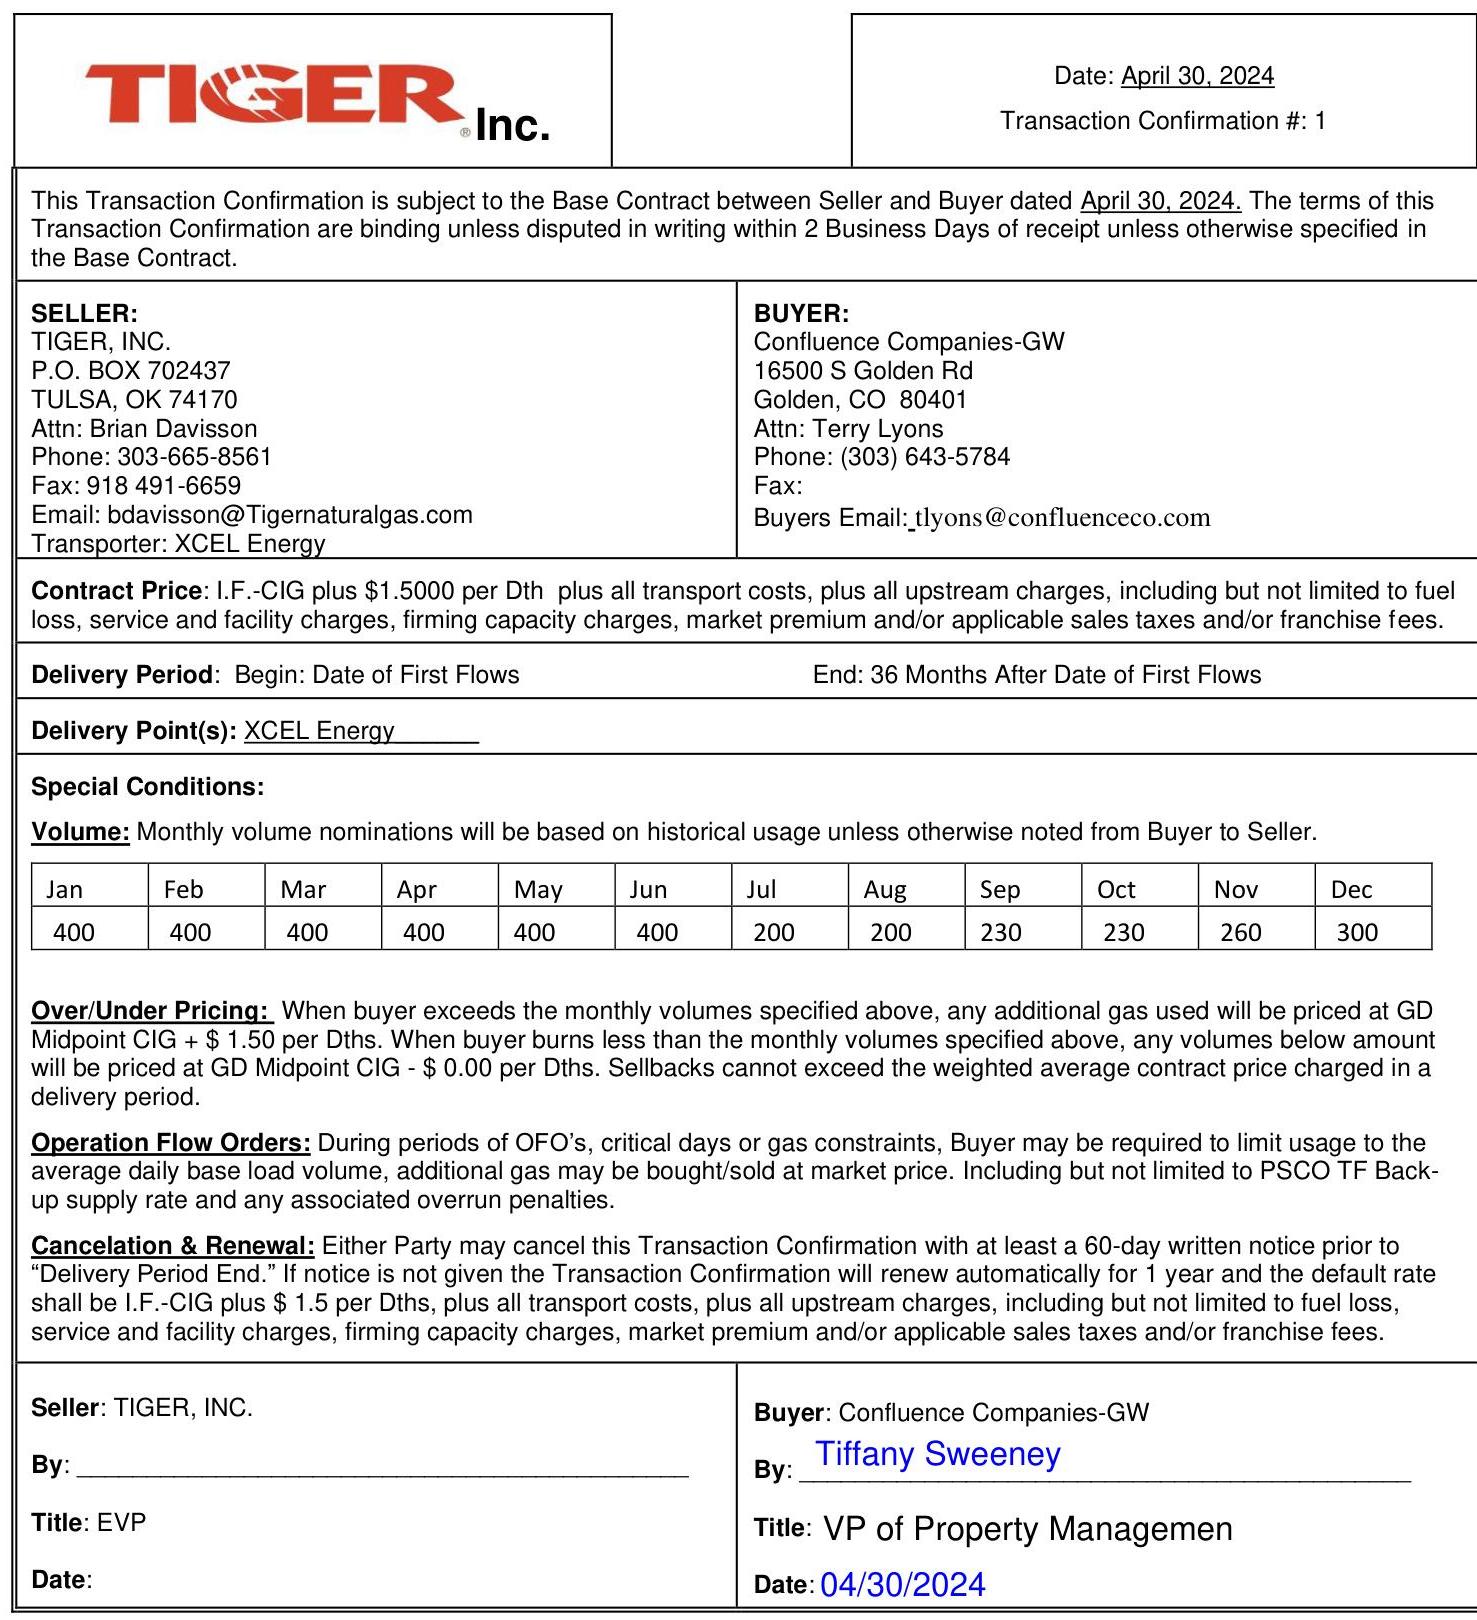 TIGER® Inc.
Date: April 30, 2024
Transaction Confirmation #: 1
This Transaction Confirmation is subject to the Base Contract between Seller and Buyer dated April 30, 2024. The terms of this
Transaction Confirmation are binding unless disputed in writing within 2 Business Days of receipt unless otherwise specified in
the Base Contract.
SELLER:
TIGER, INC.
P.O. BOX 702437
TULSA, OK 74170
Attn: Brian Davisson
Phone: 303-665-8561
Fax: 918 491-6659
Email: bdavisson@Tigernaturalgas.com
Transporter: XCEL Energy
BUYER:
Confluence Companies-GW
16500 S Golden Rd
Golden, CO 80401
Attn: Terry Lyons
Phone: (303) 643-5784
Fax:
Buyers Email: tlyons@confluenceco.com
Contract Price: I.F.-CIG plus $1.5000 per Dth plus all transport costs, plus all upstream charges, including but not limited to fuel
loss, service and facility charges, firming capacity charges, market premium and/or applicable sales taxes and/or franchise fees.
Delivery Period: Begin: Date of First Flows End: 36 Months After Date of First Flows
Delivery Point(s): XCEL Energy______
Special Conditions:
Volume: Monthly volume nominations will be based on historical usage unless otherwise noted from Buyer to Seller.
Jan Feb Mar Apr May Jun Jul Aug Sep Oct Nov Dec
400 400 400 400 400 400 200 200 230 230 260 300
Over/Under Pricing: When buyer exceeds the monthly volumes specified above, any additional gas used will be priced at GD
Midpoint CIG + $ 1.50 per Dths. When buyer burns less than the monthly volumes specified above, any volumes below amount
will be priced at GD Midpoint CIG - $ 0.00 per Dths. Sellbacks cannot exceed the weighted average contract price charged in a
delivery period.
Operation Flow Orders: During periods of OFO's, critical days or gas constraints, Buyer may be required to limit usage to the
average daily base load volume, additional gas may be bought/sold at market price. Including but not limited to PSCO TF Back-
up supply rate and any associated overrun penalties.
Cancelation & Renewal: Either Party may cancel this Transaction Confirmation with at least a 60-day written notice prior to
“Delivery Period End.” If notice is not given the Transaction Confirmation will renew automatically for 1 year and the default rate
shall be I.F.-CIG plus $ 1.5 per Dths, plus all transport costs, plus all upstream charges, including but not limited to fuel loss,
service and facility charges, firming capacity charges, market premium and/or applicable sales taxes and/or franchise fees.
Seller: TIGER, INC.
By: ____________________
Title: EVP
Date:
Buyer: Confluence Companies-GW
By: Tiffany Sweeney
Title: VP of Property Managemen
Date: 04/30/2024